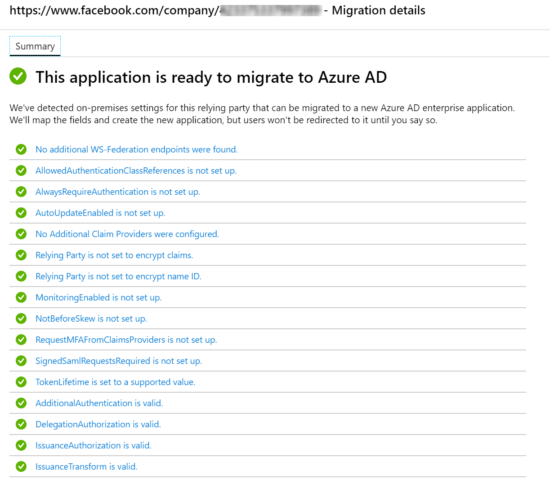 https://www.facebook.com/company/ - Migration details
Summary
This application is ready to migrate to Azure AD
We've detected on-premises settings for this relying party that can be migrated to a new Azure AD enterprise application.
We'll map the fields and create the new application, but users won't be redirected to it until you say so.
No additional WS-Federation endpoints were found.
AllowedAuthenticationClassReferences is not set up.
AlwaysRequireAuthentication is not set up.
AutoUpdateEnabled is not set up.
No Additional Claim Providers were configured.
Relying Party is not set to encrypt claims.
Relying Party is not set to encrypt name ID.
MonitoringEnabled is not set up.
NotBeforeSkew is not set up.
RequestMFAFromClaimsProviders is not set up.
SignedSamlRequestsRequired is not set up.
TokenLifetime is set to a supported value.
AdditionalAuthentication is valid.
DelegationAuthorization is valid.
IssuanceAuthorization is valid.
IssuanceTransform is valid.